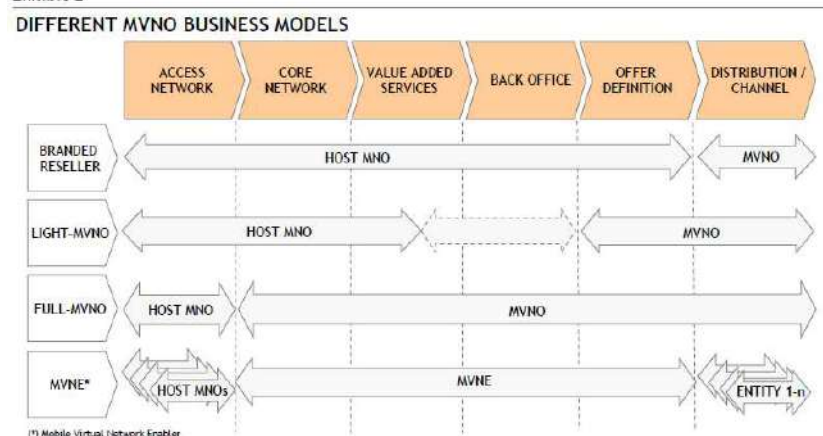 DIFFERENT MVNO BUSINESS MODELS
ACCESS
NETWORK
CORE
NETWORK
VALUE ADDED
SERVICES
BACK OFFICE
OFFER
DEFINITION
DISTRIBUTION /
CHANNEL
BRANDED
RESELLER
HOST MNO
MVNO
LIGHT-MVNO
HOST MNO
MVNO
FULL-MVNO
HOST MNO
MVNO
MVNE*
HOST MNOs
MVNE
ENTITY 1-n
(*) Mobile Virtual Network Enabler